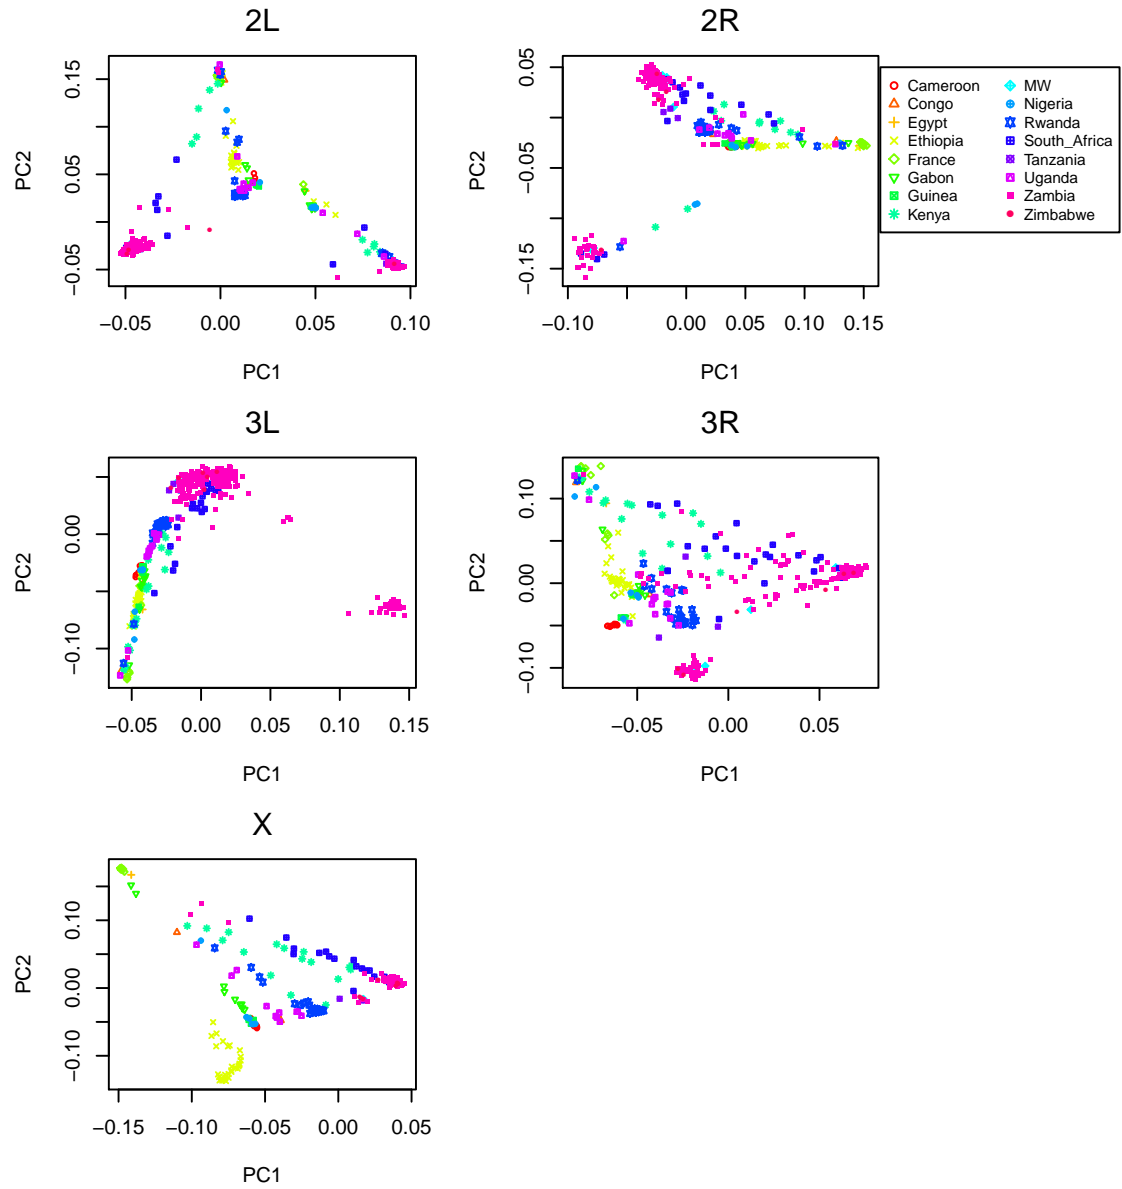 2L
2R
0.15
0.05
−0.05
PC2
−0.05
0.00
0.05
0.10
PC1
0.05
−0.05
−0.15
PC2
−0.10
0.00
0.05
0.10
0.15
PC1
Cameroon
Congo
Egypt
Ethiopia
France
Gabon
Guinea
Kenya
MW
Nigeria
Rwanda
South_Africa
Tanzania
Uganda
Zambia
Zimbabwe
3L
3R
0.00
−0.10
PC2
−0.05
0.00
0.05
0.10
0.15
PC1
0.10
0.00
−0.10
PC2
−0.05
0.00
0.05
PC1
X
0.10
0.00
−0.10
PC2
−0.15
−0.10
−0.05
0.00
0.05
PC1